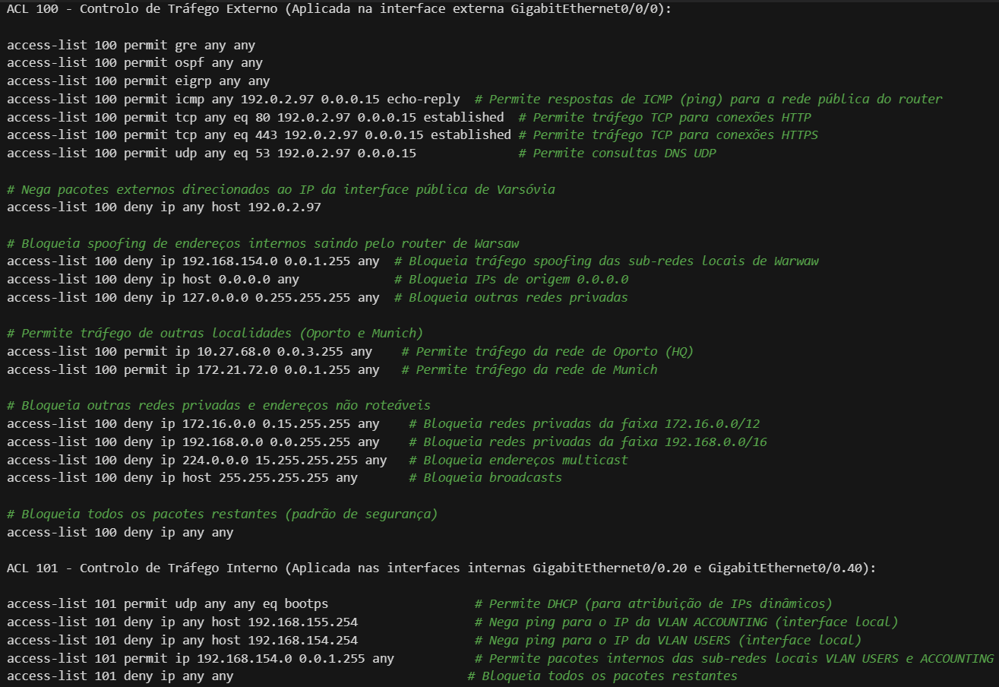 ACL 100 - Controlo de Tráfego Externo (Aplicada na interface externa GigabitEthernet0/0/0):
access-list 100 permit gre any any
access-list 100 permit ospf any any
access-list 100 permit eigrp any any
access-list 100 permit icmp any 192.0.2.97 0.0.0.15 echo-reply  # Permite respostas de ICMP (ping) para a rede pública do router
access-list 100 permit tcp any eq 80 192.0.2.97 0.0.0.15 established  # Permite tráfego TCP para conexões HTTP
access-list 100 permit tcp any eq 443 192.0.2.97 0.0.0.15 established # Permite tráfego TCP para conexões HTTPS
access-list 100 permit udp any eq 53 192.0.2.97 0.0.0.15              # Permite consultas DNS UDP
# Nega pacotes externos direcionados ao IP da interface pública de Varsóvia
access-list 100 deny ip any host 192.0.2.97
# Bloqueia spoofing de endereços internos saindo pelo router de Warsaw
access-list 100 deny ip 192.168.154.0 0.0.1.255 any  # Bloqueia tráfego spoofing das sub-redes locais de Warwaw
access-list 100 deny ip host 0.0.0.0 any             # Bloqueia IPs de origem 0.0.0.0
access-list 100 deny ip 127.0.0.0 0.255.255.255 any  # Bloqueia outras redes privadas
# Permite tráfego de outras localidades (Oporto e Munich)
access-list 100 permit ip 10.27.68.0 0.0.3.255 any    # Permite tráfego da rede de Oporto (HQ)
access-list 100 permit ip 172.21.72.0 0.0.1.255 any   # Permite tráfego da rede de Munich
# Bloqueia outras redes privadas e endereços não roteáveis
access-list 100 deny ip 172.16.0.0 0.15.255.255 any    # Bloqueia redes privadas da faixa 172.16.0.0/12
access-list 100 deny ip 192.168.0.0 0.0.255.255 any    # Bloqueia redes privadas da faixa 192.168.0.0/16
access-list 100 deny ip 224.0.0.0 15.255.255.255 any   # Bloqueia endereços multicast
access-list 100 deny ip host 255.255.255.255 any       # Bloqueia broadcasts
# Bloqueia todos os pacotes restantes (padrão de segurança)
access-list 100 deny ip any any
ACL 101 - Controlo de Tráfego Interno (Aplicada nas interfaces internas GigabitEthernet0/0.20 e GigabitEthernet0/0.40):
access-list 101 permit udp any any eq bootps                    # Permite DHCP (para atribuição de IPs dinâmicos)
access-list 101 deny ip any host 192.168.155.254                # Nega ping para o IP da VLAN ACCOUNTING (interface local)
access-list 101 deny ip any host 192.168.154.254                # Nega ping para o IP da VLAN USERS (interface local)
access-list 101 permit ip 192.168.154.0 0.0.1.255 any           # Permite pacotes internos das sub-redes locais VLAN USERS e ACCOUNTING
access-list 101 deny ip any any                                # Bloqueia todos os pacotes restantes